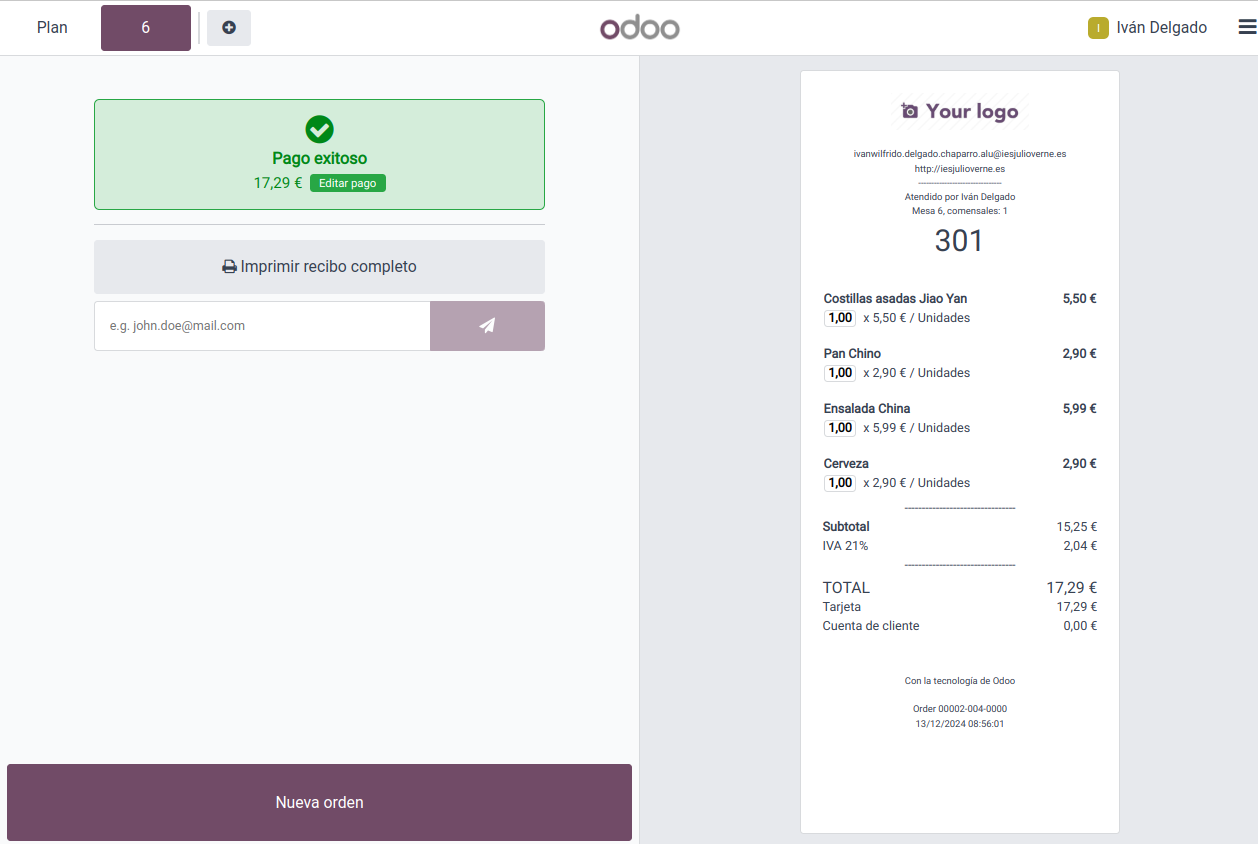 Plan
6
odoo
I Iván Delgado
Pago exitoso
17,29 € Editar pago
Imprimir recibo completo
e.g. john.doe@mail.com
Nueva orden
Your logo
ivanwilfrido.delgado.chaparro.alu@iesjulioverne.es
http://iesjulioverne.es
--------------------------------
Atendido por Iván Delgado
Mesa 6, comensales: 1
301
Costillas asadas Jiao Yan 5,50 €
1,00 x 5,50 € / Unidades
Pan Chino 2,90 €
1,00 x 2,90 € / Unidades
Ensalada China 5,99 €
1,00 x 5,99 € / Unidades
Cerveza 2,90 €
1,00 x 2,90 € / Unidades
--------------------------------
Subtotal 15,25 €
IVA 21% 2,04 €
--------------------------------
TOTAL 17,29 €
Tarjeta 17,29 €
Cuenta de cliente 0,00 €
Con la tecnología de Odoo
Order 00002-004-0000
13/12/2024 08:56:01